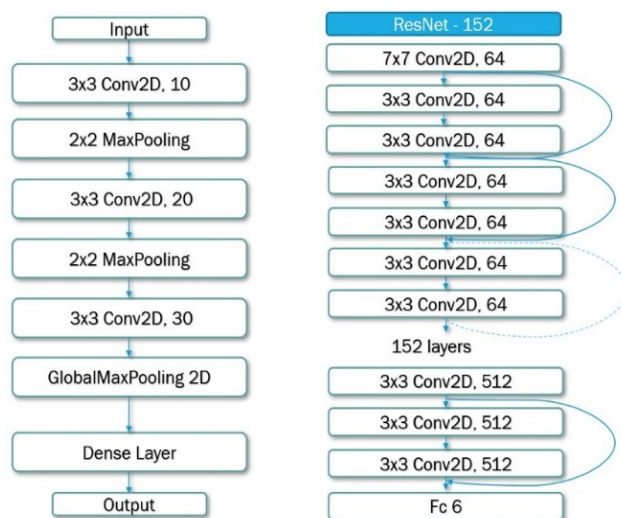 Input
3x3 Conv2D, 10
2x2 MaxPooling
3x3 Conv2D, 20
2x2 MaxPooling
3x3 Conv2D, 30
GlobalMaxPooling 2D
Dense Layer
Output
ResNet - 152
7x7 Conv2D, 64
3x3 Conv2D, 64
3x3 Conv2D, 64
3x3 Conv2D, 64
3x3 Conv2D, 64
3x3 Conv2D, 64
3x3 Conv2D, 64
152 layers
3x3 Conv2D, 512
3x3 Conv2D, 512
3x3 Conv2D, 512
Fc 6